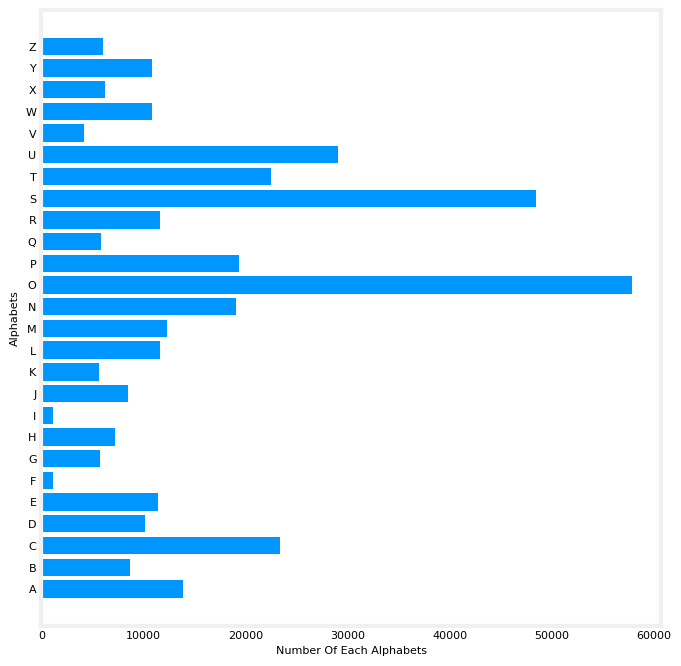 Z
Y
X
W
V
U
T
S
R
Q
P
O
N
M
L
K
J
I
H
G
F
E
D
C
B
A
Alphabets
0 10000 20000 30000 40000 50000 60000
Number Of Each Alphabets